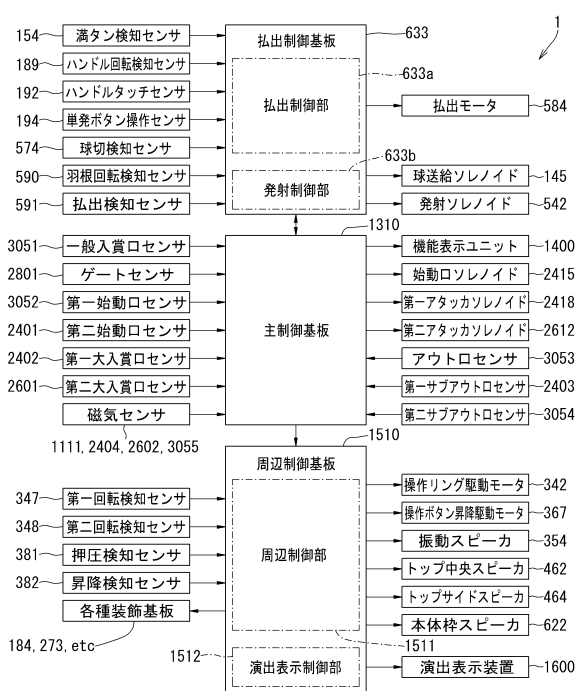 1
154 満タン検知センサ
189 ハンドル回転検知センサ
192 ハンドルタッチセンサ
194 単発ボタン操作センサ
574 球切検知センサ
590 羽根回転検知センサ
591 払出検知センサ
払出制御基板 633
633a
払出制御部
633b
発射制御部
払出モータ 584
球送給ソレノイド 145
発射ソレノイド 542
1310
3051 一般入賞口センサ
2801 ゲートセンサ
3052 第一始動口センサ
2401 第二始動口センサ
2402 第一大入賞口センサ
2601 第二大入賞口センサ
磁気センサ
1111, 2404, 2602, 3055
主制御基板
機能表示ユニット 1400
始動口ソレノイド 2415
第一アタッカソレノイド 2418
第二アタッカソレノイド 2612
アウト口センサ 3053
第一サブアウト口センサ 2403
第二サブアウト口センサ 3054
1510
周辺制御基板
347 第一回転検知センサ
348 第二回転検知センサ
381 押圧検知センサ
382 昇降検知センサ
各種装飾基板
184, 273, etc
周辺制御部
1511
1512
演出表示制御部
操作リング駆動モータ 342
操作ボタン昇降駆動モータ 367
振動スピーカ 354
トップ中央スピーカ 462
トップサイドスピーカ 464
本体枠スピーカ 622
演出表示装置 1600